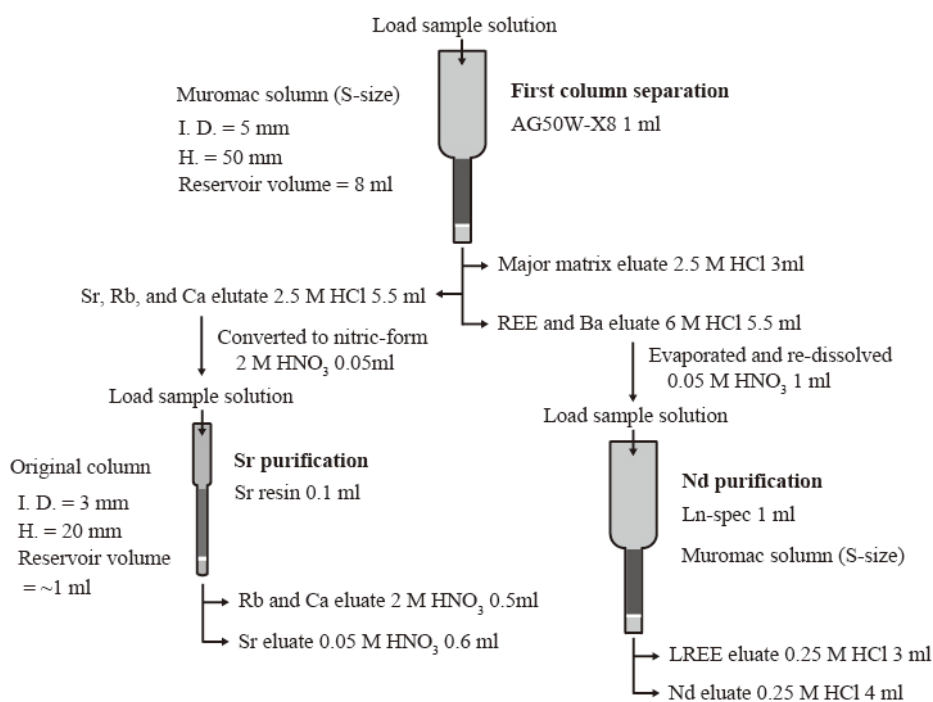 Load sample solution
Muromac solumn (S-size)
I. D. = 5 mm
H. = 50 mm
Reservoir volume = 8 ml
First column separation
AG50W-X8 1 ml
Major matrix eluate 2.5 M HCl 3ml
Sr, Rb, and Ca elutate 2.5 M HCl 5.5 ml
REE and Ba eluate 6 M HCl 5.5 ml
Converted to nitric-form
2 M HNO₃ 0.05ml
Load sample solution
Evaporated and re-dissolved
0.05 M HNO₃ 1 ml
Load sample solution
Original column
I. D. = 3 mm
H. = 20 mm
Reservoir volume
= ~1 ml
Sr purification
Sr resin 0.1 ml
Nd purification
Ln-spec 1 ml
Muromac solumn (S-size)
Rb and Ca eluate 2 M HNO₃ 0.5ml
Sr eluate 0.05 M HNO₃ 0.6 ml
LREE eluate 0.25 M HCl 3 ml
Nd eluate 0.25 M HCl 4 ml